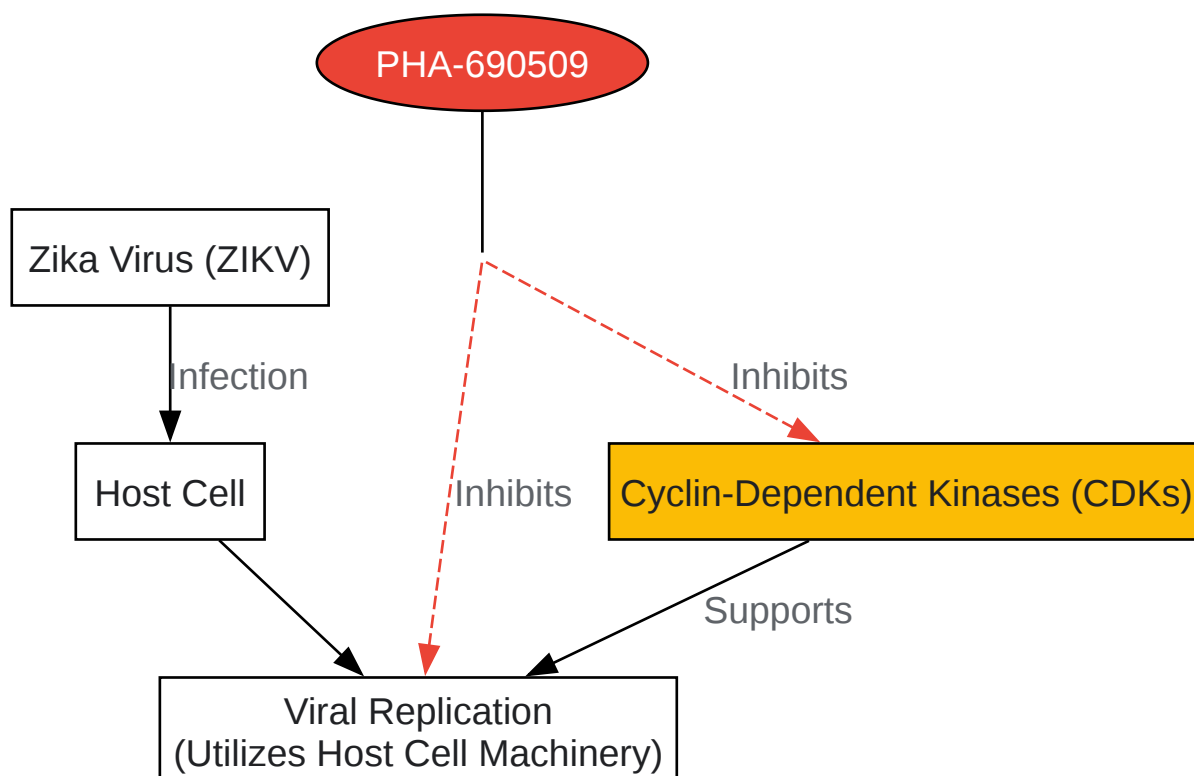 PHA-690509
Zika Virus (ZIKV)
Infection
Inhibits
Host Cell
Inhibits
Cyclin-Dependent Kinases (CDKs)
Supports
Viral Replication
(Utilizes Host Cell Machinery)